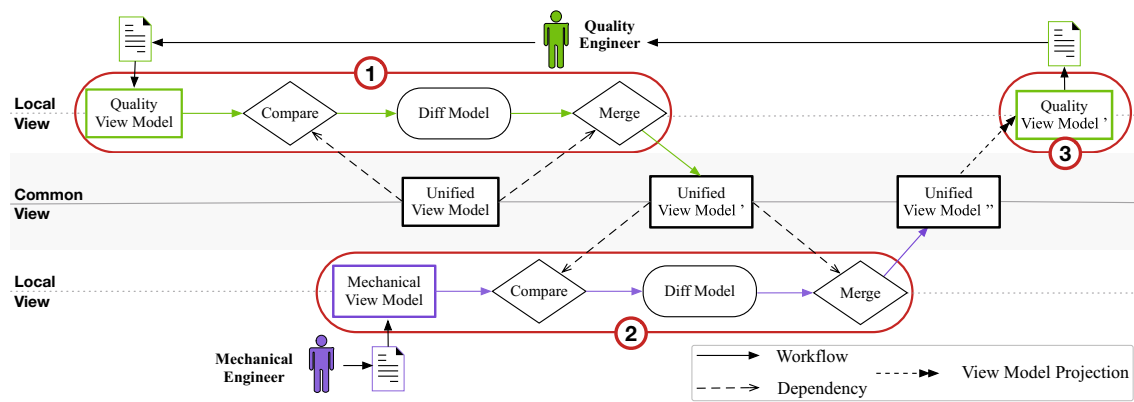 Quality
Engineer
1
Local
View
Quality
View Model
Compare
Diff Model
Merge
Quality
View Model ’
3
Common
View
Unified
View Model
Unified
View Model ’
Unified
View Model ’’
Local
View
Mechanical
View Model
Compare
Diff Model
Merge
2
Mechanical
Engineer
Workflow
Dependency
View Model Projection